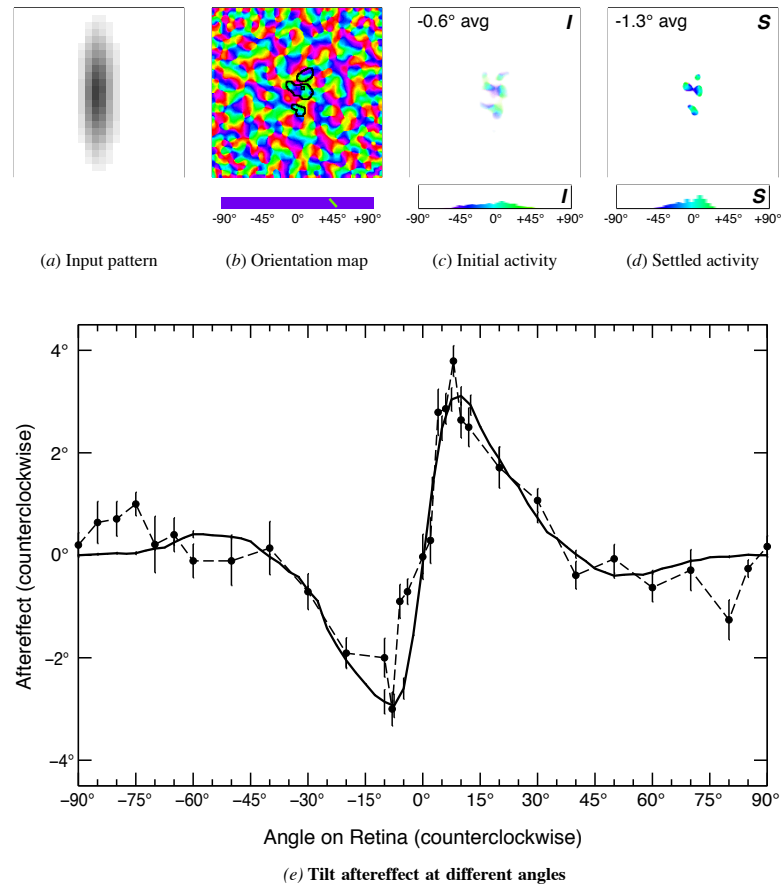 -0.6° avg
I
-1.3° avg
S
I
S
-90° -45° 0° +45° +90°
-90° -45° 0° +45° +90°
-90° -45° 0° +45° +90°
(a) Input pattern
(b) Orientation map
(c) Initial activity
(d) Settled activity
4°
2°
0°
−2°
−4°
Aftereffect (counterclockwise)
−90° −75° −60° −45° −30° −15° 0° 15° 30° 45° 60° 75° 90°
Angle on Retina (counterclockwise)
(e) Tilt aftereffect at different angles